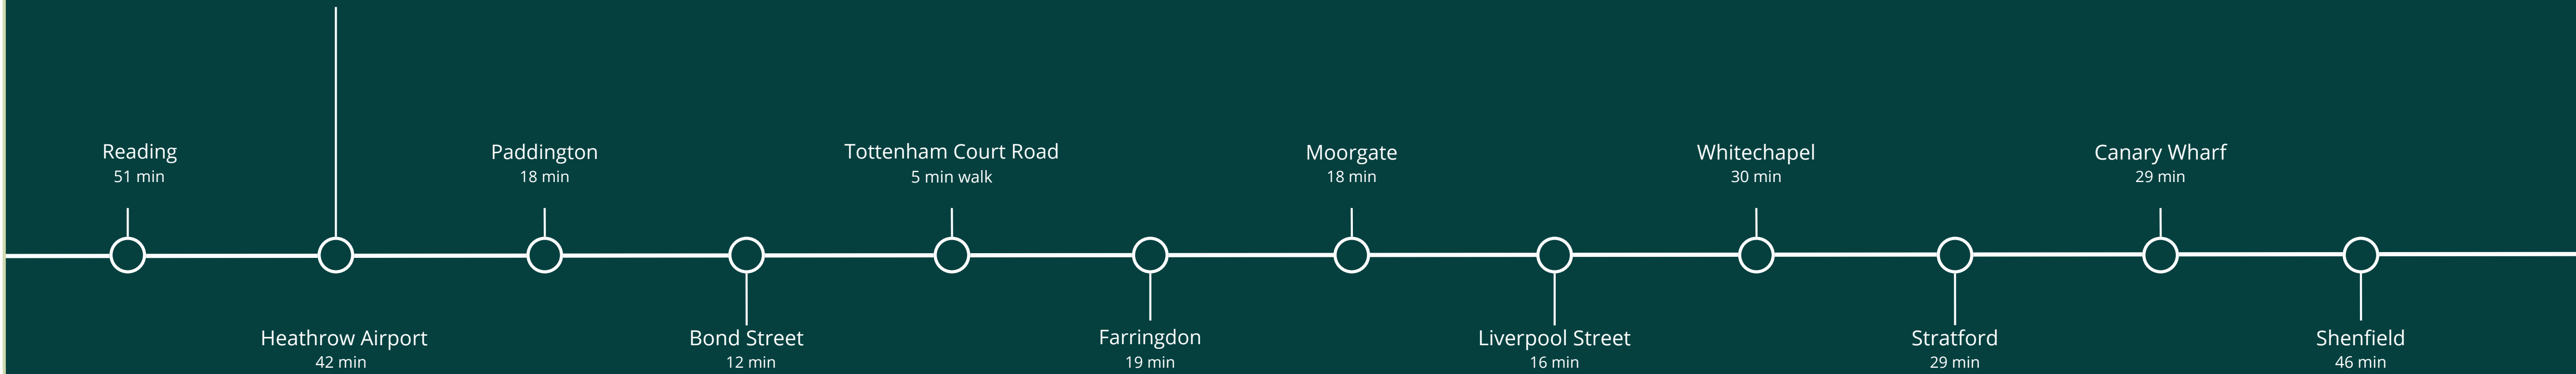 Reading
51 min
Heathrow Airport
42 min
Paddington
18 min
Bond Street
12 min
Tottenham Court Road
5 min walk
Farringdon
19 min
Moorgate
18 min
Liverpool Street
16 min
Whitechapel
30 min
Stratford
29 min
Canary Wharf
29 min
Shenfield
46 min